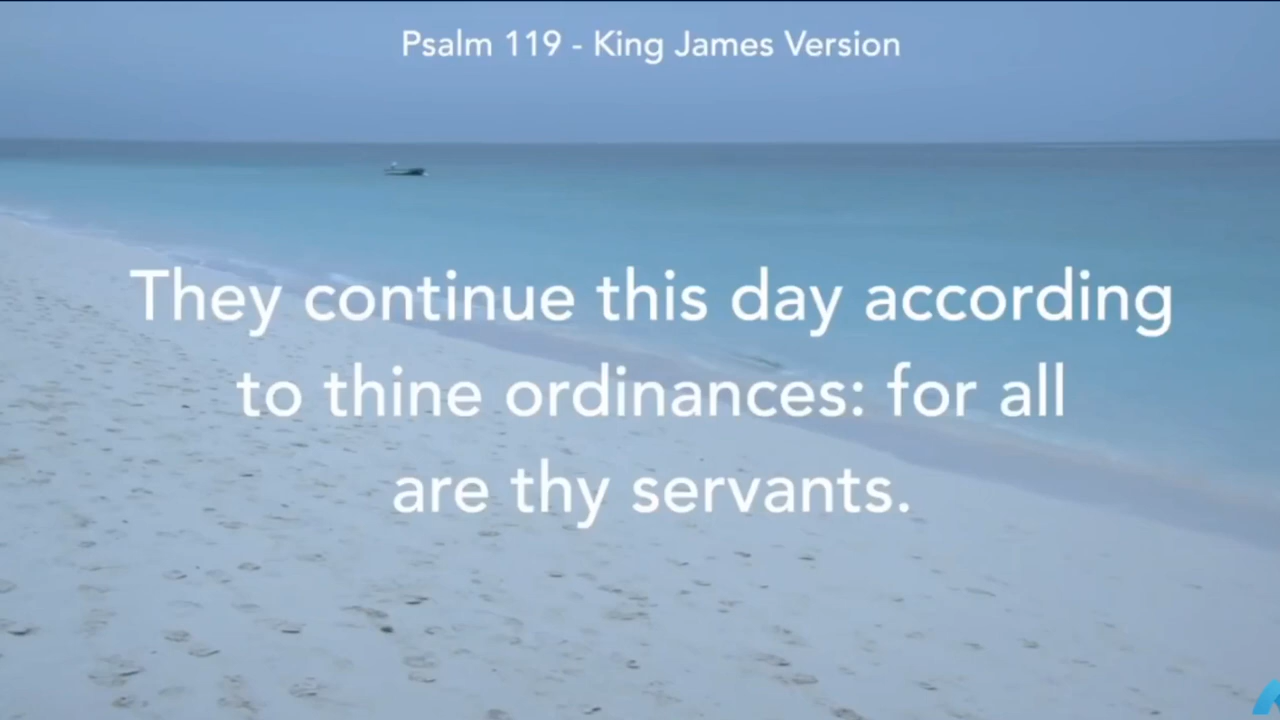 Psalm 119 - King James Version
They continue this day according
to thine ordinances: for all
are thy servants.